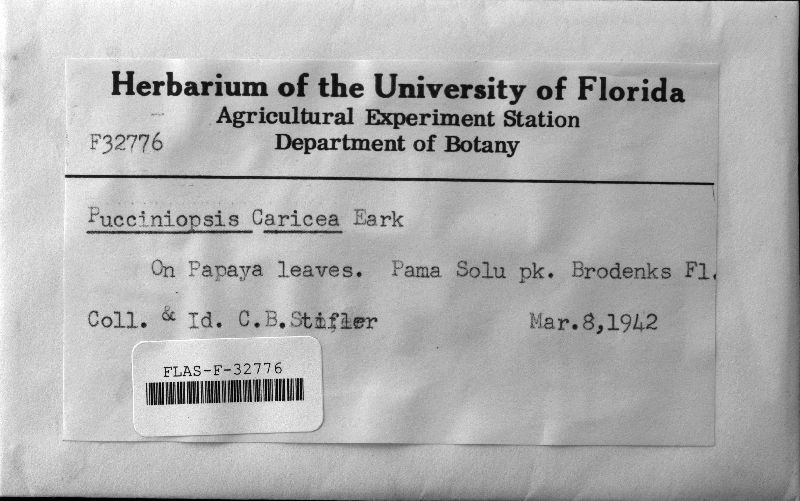 Herbarium of the University of Florida
Agricultural Experiment Station
F32776 Department of Botany
Pucciniopsis Caricea Eark
On Papaya leaves. Pama Solu pk. Brodenks Fl.
Coll. & Id. C.B.Stifler Mar.8,1942
FLAS-F-32776